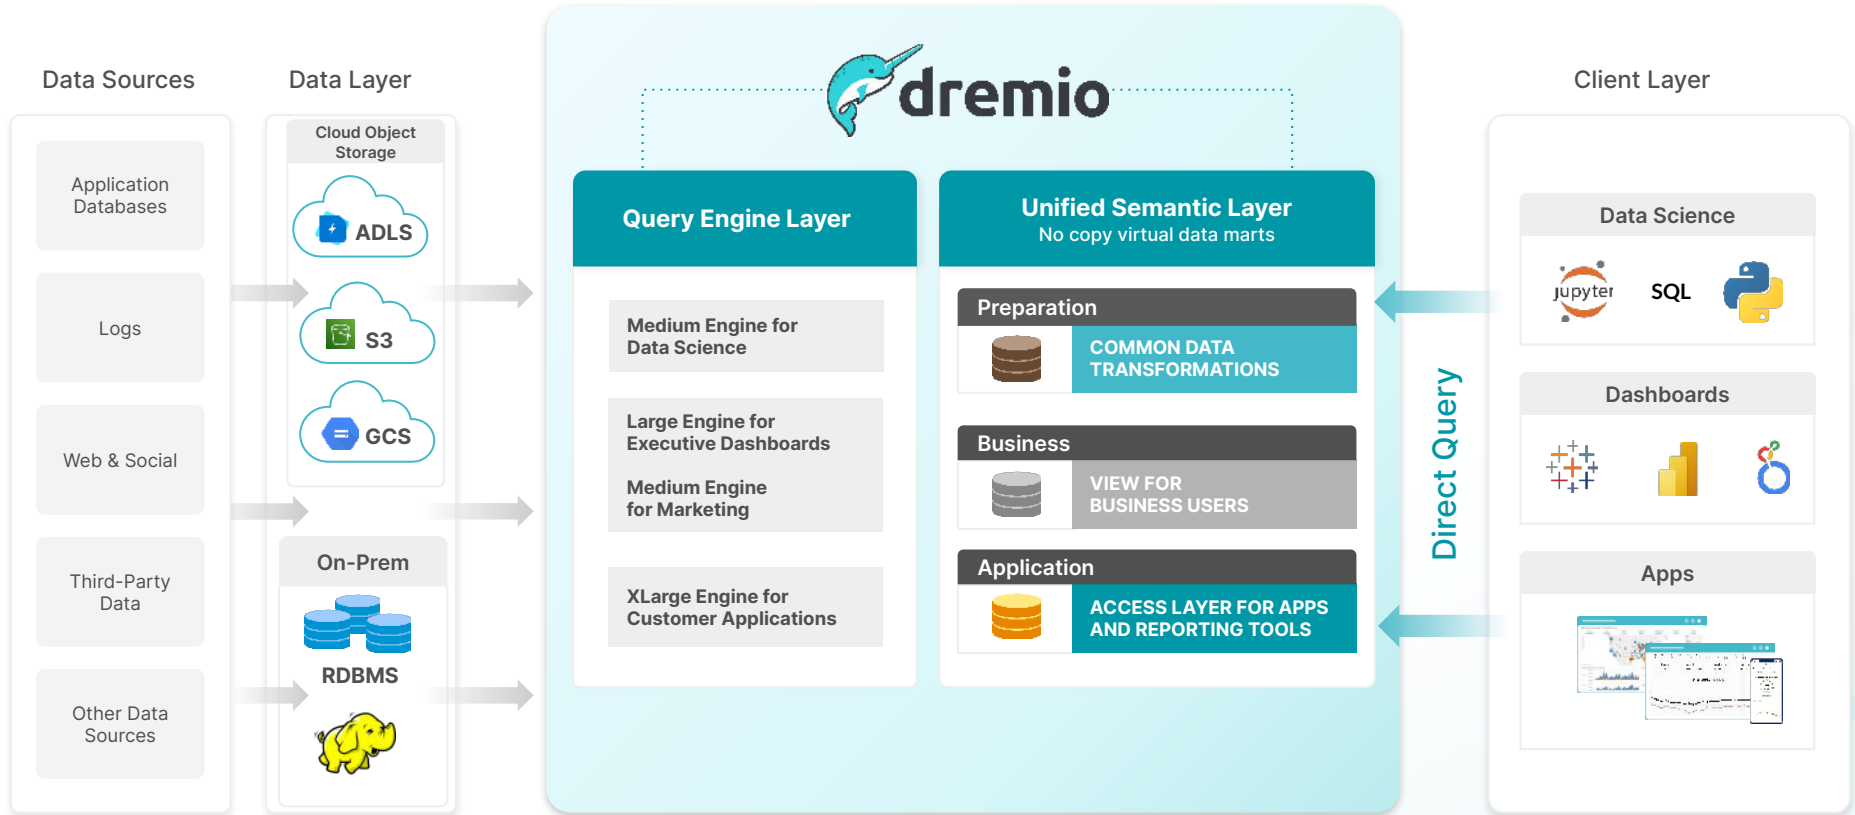 Data Sources
Application
Databases
Logs
Web & Social
Third-Party
Data
Other Data
Sources
Data Layer
Cloud Object
Storage
ADLS
S3
GCS
On-Prem
RDBMS
dremio
Query Engine Layer
Medium Engine for
Data Science
Large Engine for
Executive Dashboards
Medium Engine
for Marketing
XLarge Engine for
Customer Applications
Unified Semantic Layer
No copy virtual data marts
Preparation
COMMON DATA
TRANSFORMATIONS
Business
VIEW FOR
BUSINESS USERS
Application
ACCESS LAYER FOR APPS
AND REPORTING TOOLS
Direct Query
Client Layer
Data Science
jupyter
SQL
Dashboards
Apps